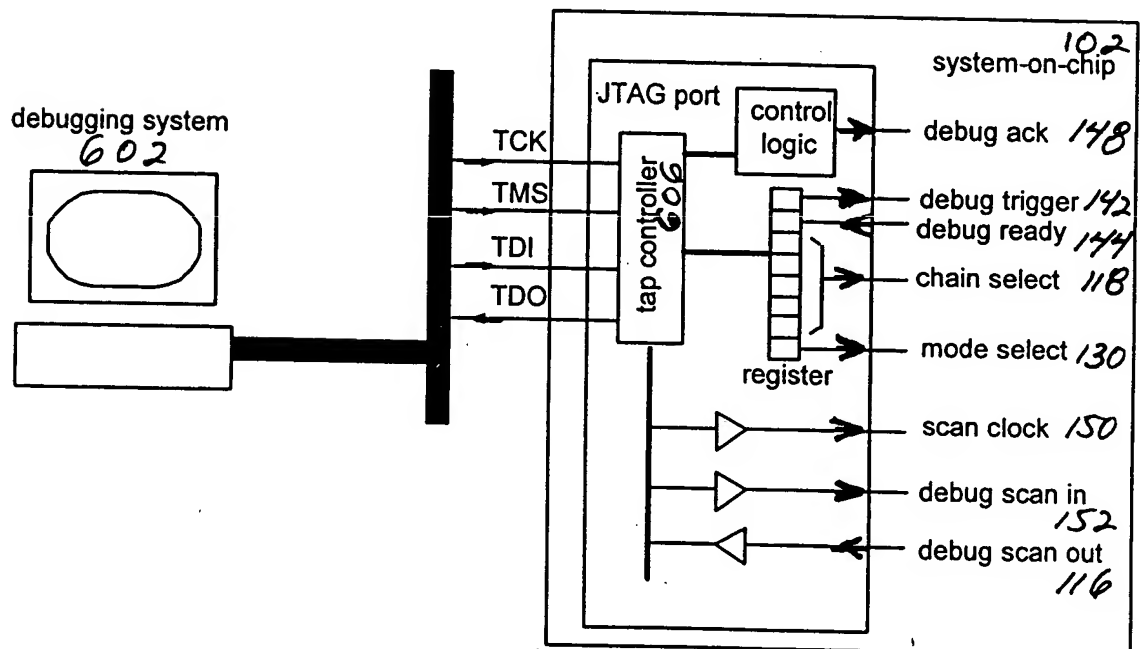 102
system-on-chip
JTAG port
control
logic
debugging system
602
TCK
TMS
TDI
TDO
tap controller
606
register
debug ack 148
debug trigger 142
debug ready 144
chain select 118
mode select 130
scan clock 150
debug scan in
152
debug scan out
116